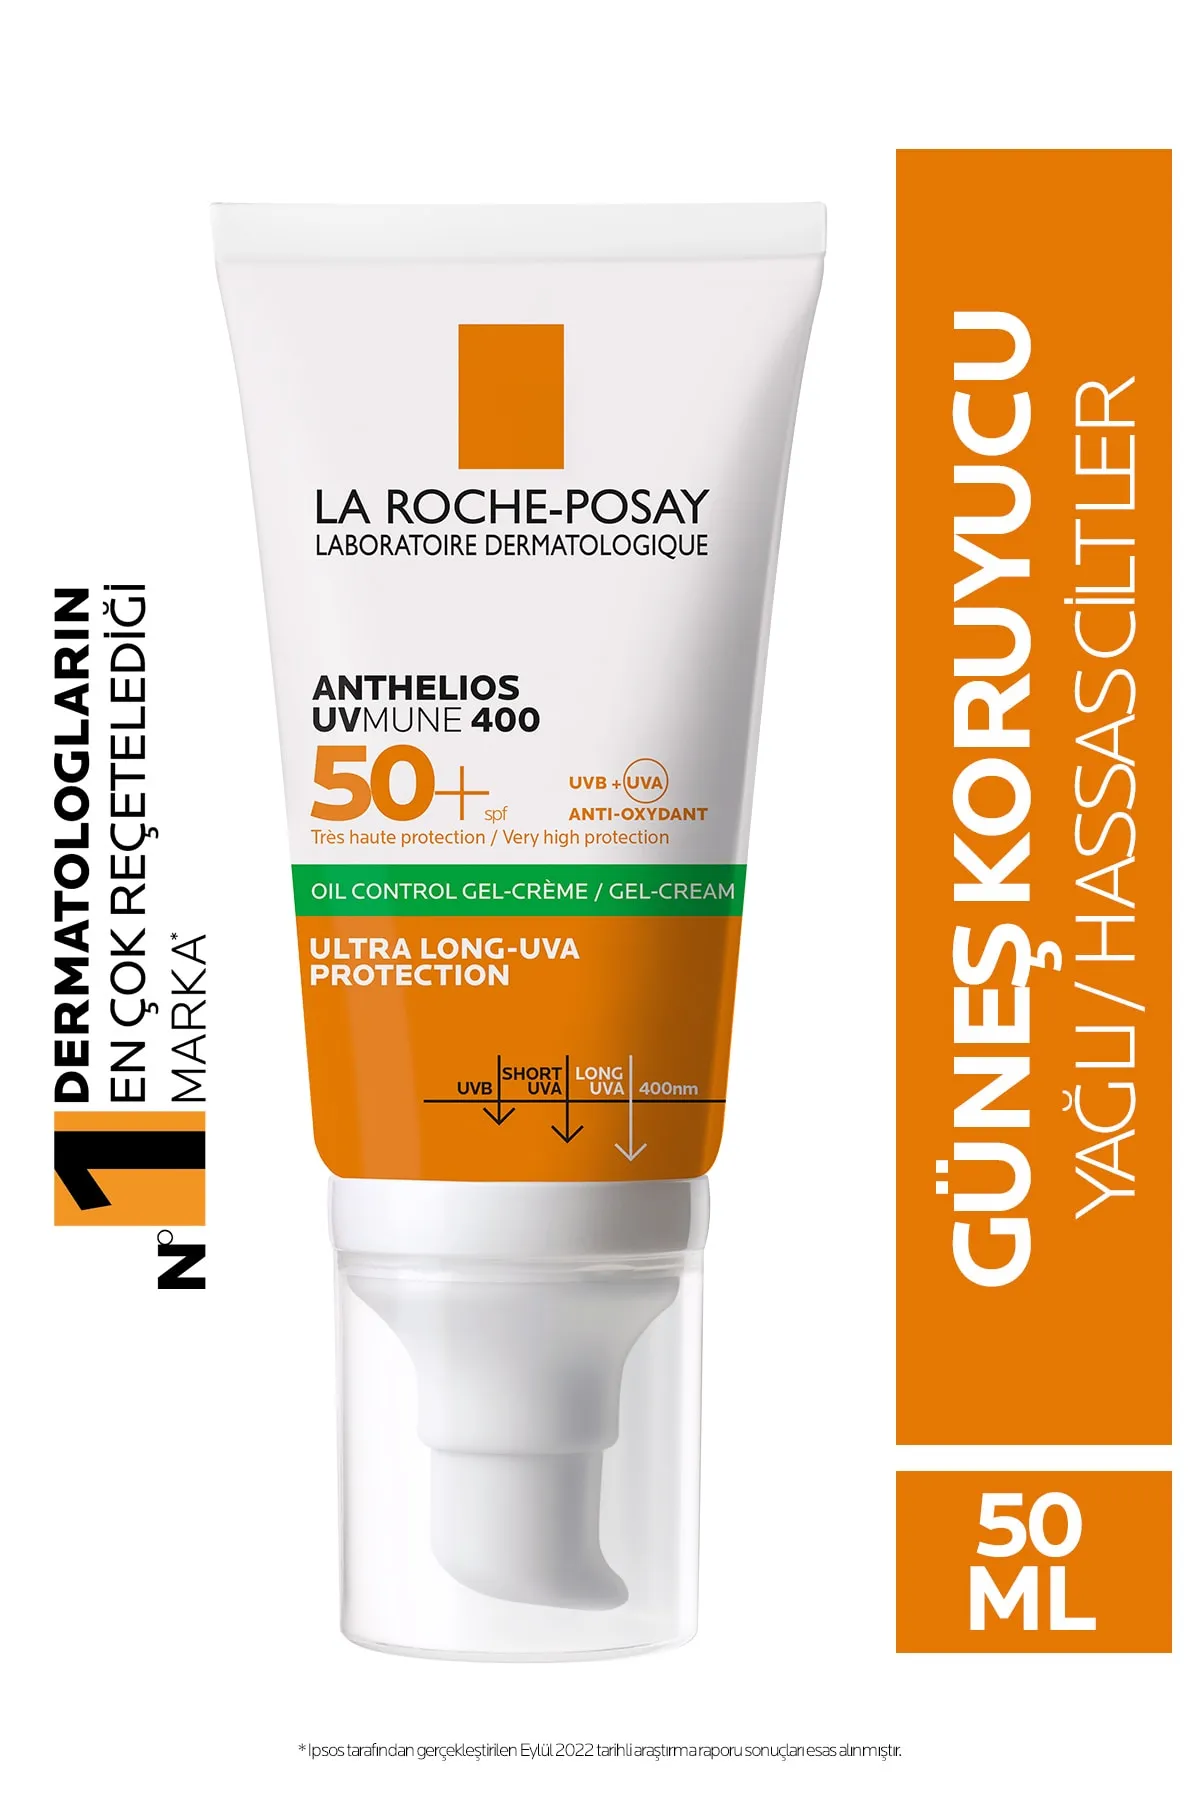 LA ROCHE-POSAY
LABORATOIRE DERMATOLOGIQUE
ANTHELIOS
UVMUNE 400
50+ spf
UVB + UVA
ANTI-OXYDANT
Très haute protection / Very high protection
OIL CONTROL GEL-CRÈME / GEL-CREAM
ULTRA LONG-UVA
PROTECTION
UVB
SHORT
UVA
LONG
UVA
400nm
N° 1
DERMATOLOGLARIN
EN ÇOK REÇETELEDİĞİ
MARKA*
GÜNEŞ KORUYUCU
YAĞLI / HASSAS CİLTLER
50
ML
* Ipsos tarafından gerçekleştirilen Eylül 2022 tarihli araştırma raporu sonuçları esas alınmıştır.